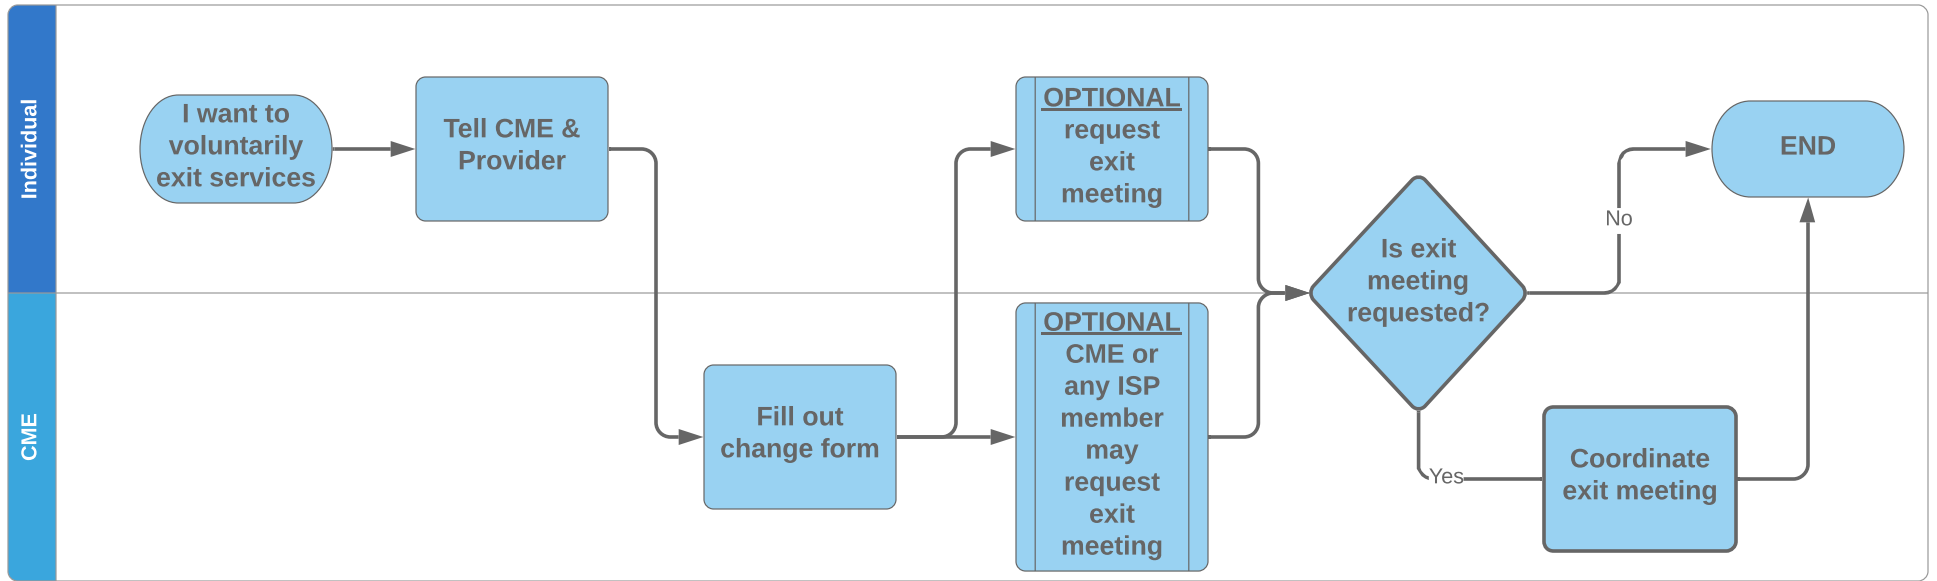 Individual
I want to
voluntarily
exit services
Tell CME &
Provider
OPTIONAL
request
exit
meeting
Is exit
meeting
requested?
No
END
CME
Fill out
change form
OPTIONAL
CME or
any ISP
member
may
request
exit
meeting
Yes
Coordinate
exit meeting